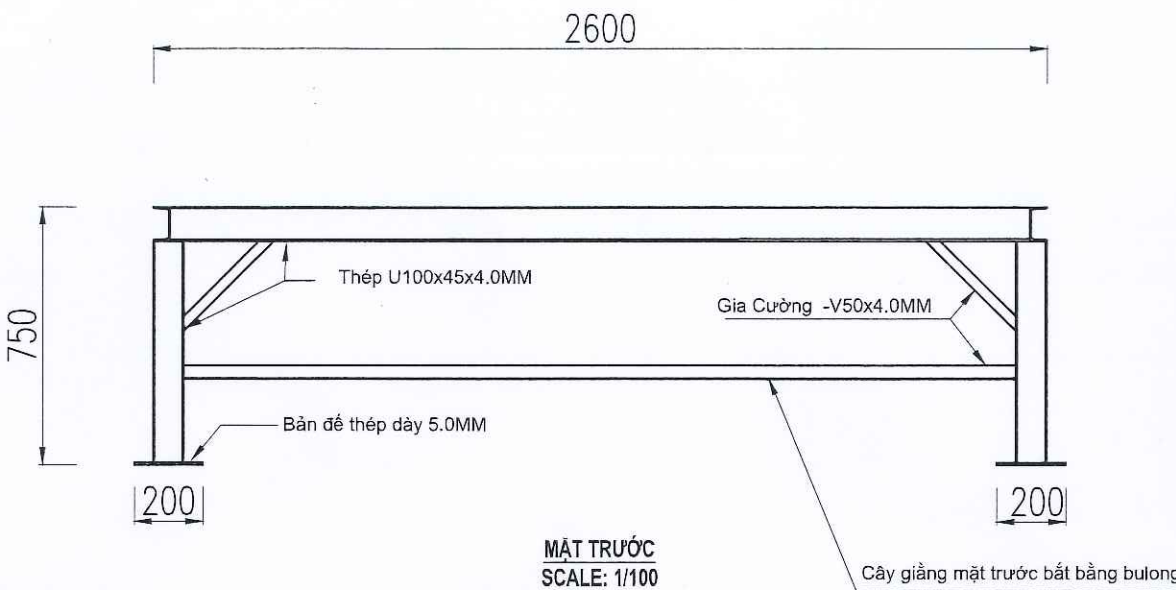 2600
750
Thép U100x45x4.0MM
Gia Cường -V50x4.0MM
Bản đế thép dày 5.0MM
200
200
MẶT TRƯỚC
SCALE: 1/100
Cây giằng mặt trước bắt bằng bulong